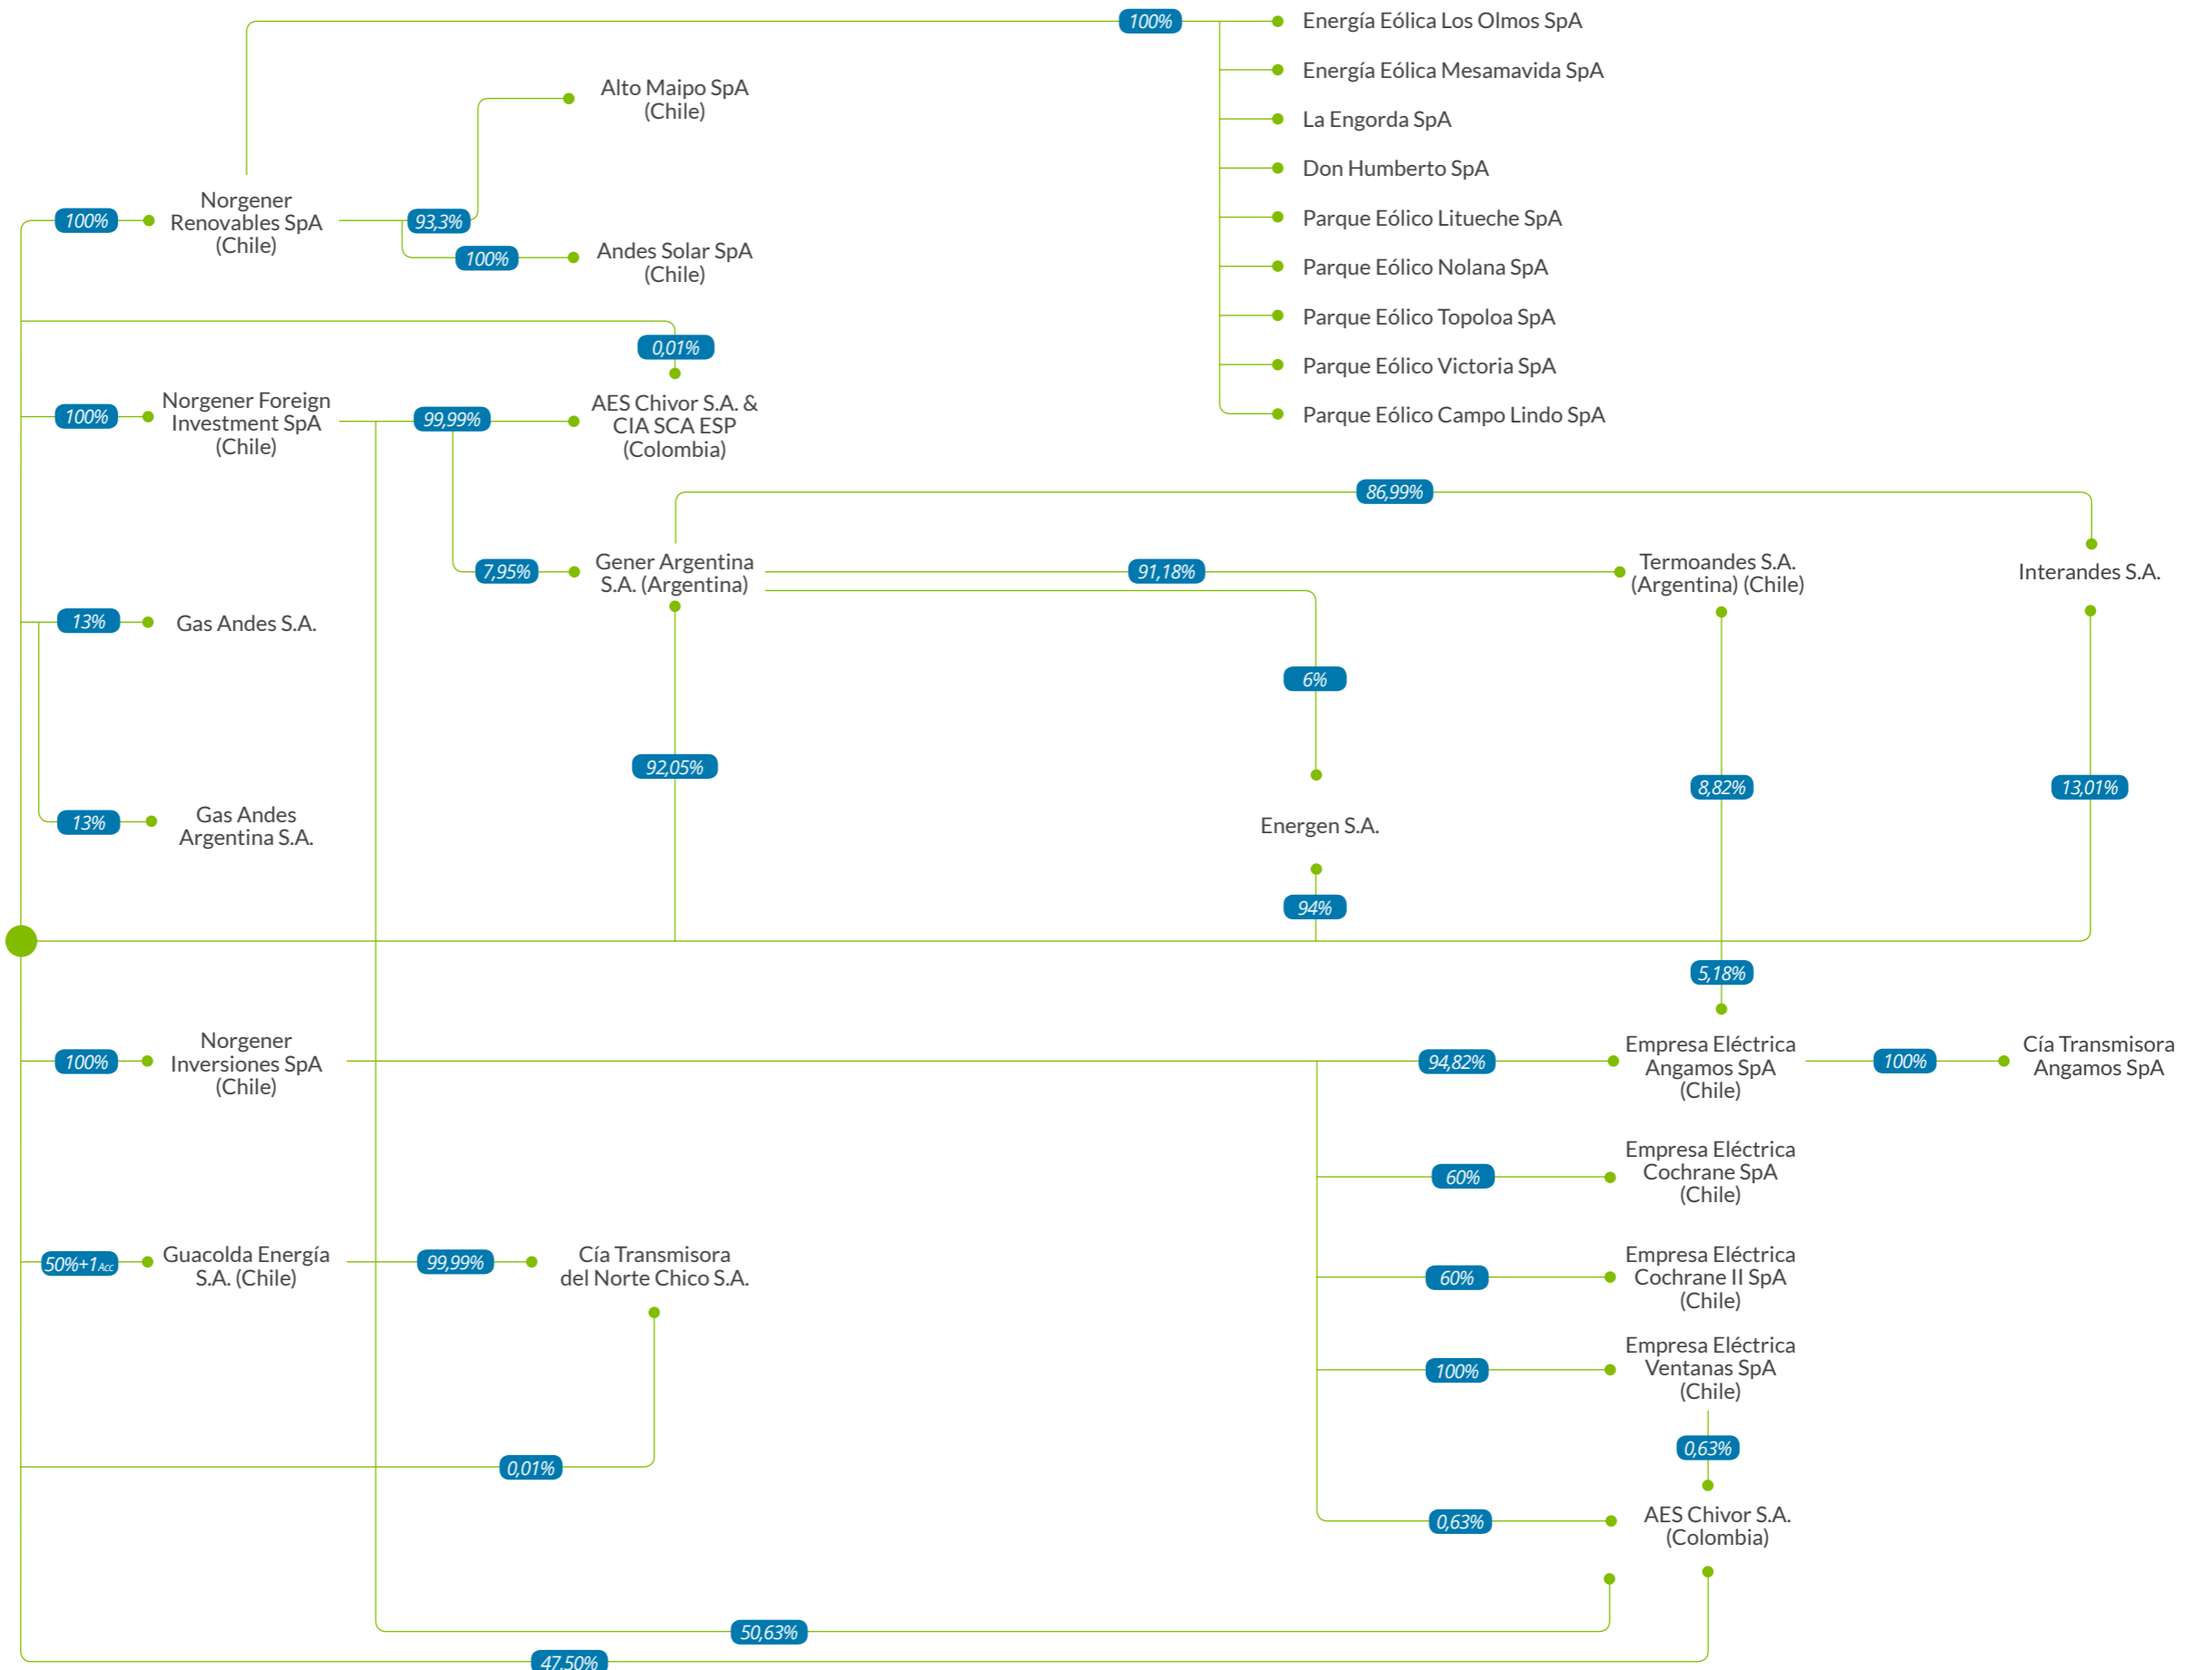 100%
Energía Eólica Los Olmos SpA
Energía Eólica Mesamavida SpA
La Engorda SpA
Don Humberto SpA
Parque Eólico Litueche SpA
Parque Eólico Nolana SpA
Parque Eólico Topoloa SpA
Parque Eólico Victoria SpA
Parque Eólico Campo Lindo SpA
Alto Maipo SpA
(Chile)
100%
Norgener
Renovables SpA
(Chile)
93,3%
100%
Andes Solar SpA
(Chile)
0,01%
100%
Norgener Foreign
Investment SpA
(Chile)
99,99%
AES Chivor S.A. &
CIA SCA ESP
(Colombia)
86,99%
7,95%
Gener Argentina
S.A. (Argentina)
91,18%
Termoandes S.A.
(Argentina) (Chile)
Interandes S.A.
13%
Gas Andes S.A.
6%
92,05%
8,82%
13,01%
13%
Gas Andes
Argentina S.A.
Energen S.A.
94%
5,18%
100%
Norgener
Inversiones SpA
(Chile)
94,82%
Empresa Eléctrica
Angamos SpA
(Chile)
100%
Cía Transmisora
Angamos SpA
60%
Empresa Eléctrica
Cochrane SpA
(Chile)
50%+1Acc
Guacolda Energía
S.A. (Chile)
99,99%
Cía Transmisora
del Norte Chico S.A.
60%
Empresa Eléctrica
Cochrane II SpA
(Chile)
100%
Empresa Eléctrica
Ventanas SpA
(Chile)
0,63%
0,01%
0,63%
AES Chivor S.A.
(Colombia)
50,63%
47,50%